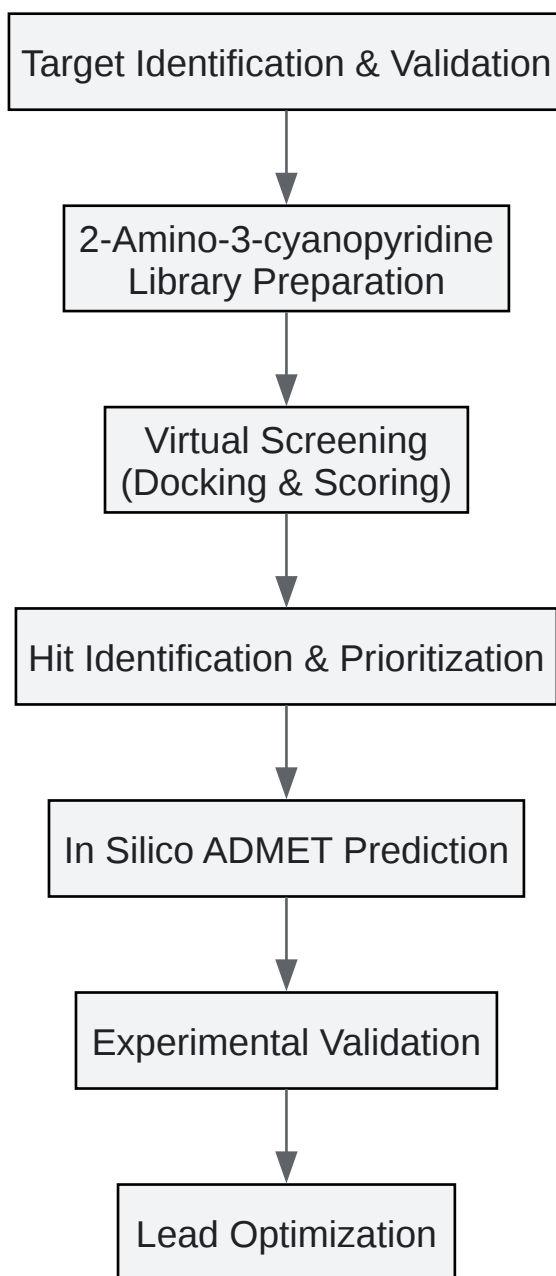 Target Identification & Validation
2-Amino-3-cyanopyridine
Library Preparation
Virtual Screening
(Docking & Scoring)
Hit Identification & Prioritization
In Silico ADMET Prediction
Experimental Validation
Lead Optimization